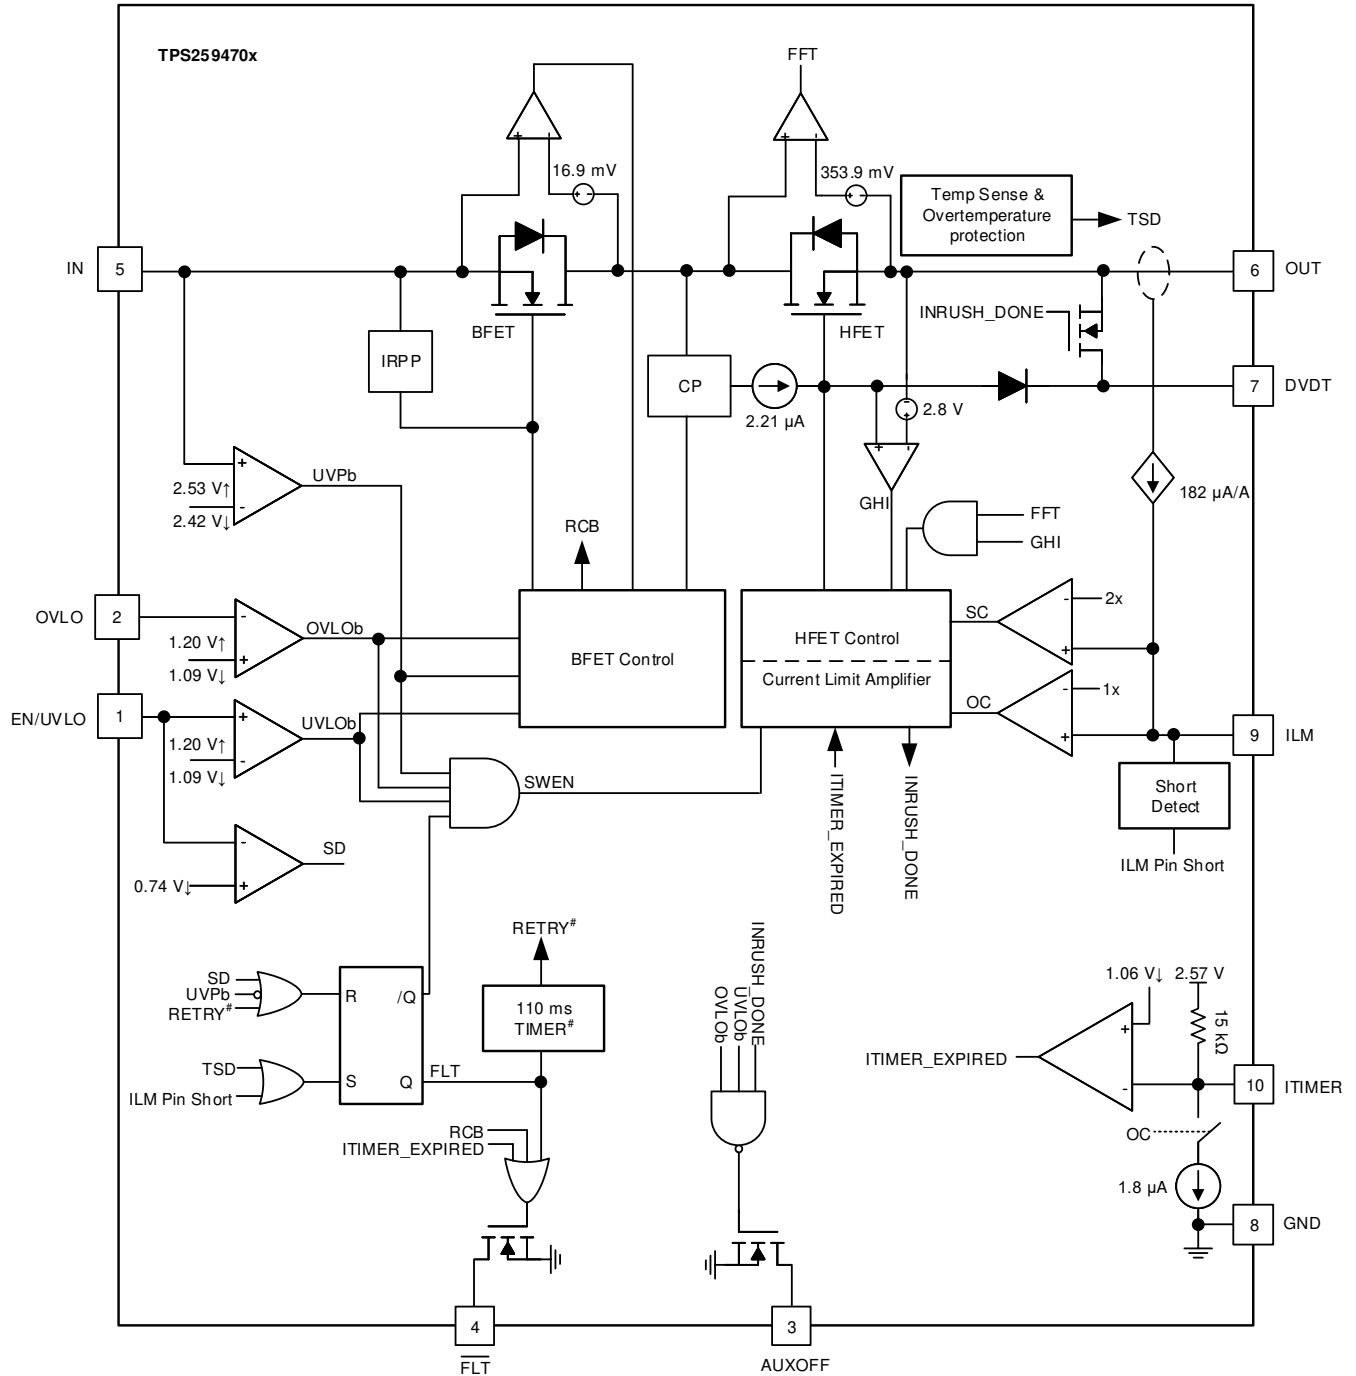 TPS259470x
FFT
16.9 mV
353.9 mV
+
-
+
-
+
-
+
-
Temp Sense &
Overtemperature
protection
TSD
IN
5
6
OUT
BFET
HFET
INRUSH_DONE
IRPP
CP
2.21 µA
-
+
2.8 V
7
DVDT
+
-
GHI
+
2.53 V↑
-
2.42 V↓
UVPb
182 µA/A
RCB
FFT
GHI
OVLO
2
-
1.20 V↑
+
1.09 V↓
OVLOb
BFET Control
HFET Control
Current Limit Amplifier
SC
-
2x
+
OC
-
1x
+
EN/UVLO
1
+
1.20 V↑
-
1.09 V↓
UVLOb
9
ILM
SWEN
ITIMER_EXPIRED
INRUSH_DONE
Short
Detect
ILM Pin Short
-
0.74 V↓
+
SD
RETRY#
INRUSH_DONE
UVLOb
OVLOb
SD
UVPb
RETRY#
R
/Q
110 ms
TIMER#
1.06 V↓
2.57 V
15 kΩ
+
-
ITIMER_EXPIRED
TSD
ILM Pin Short
S
Q
FLT
10
ITIMER
RCB
ITIMER_EXPIRED
OC
1.8 µA
8
GND
4
3
FLT
AUXOFF